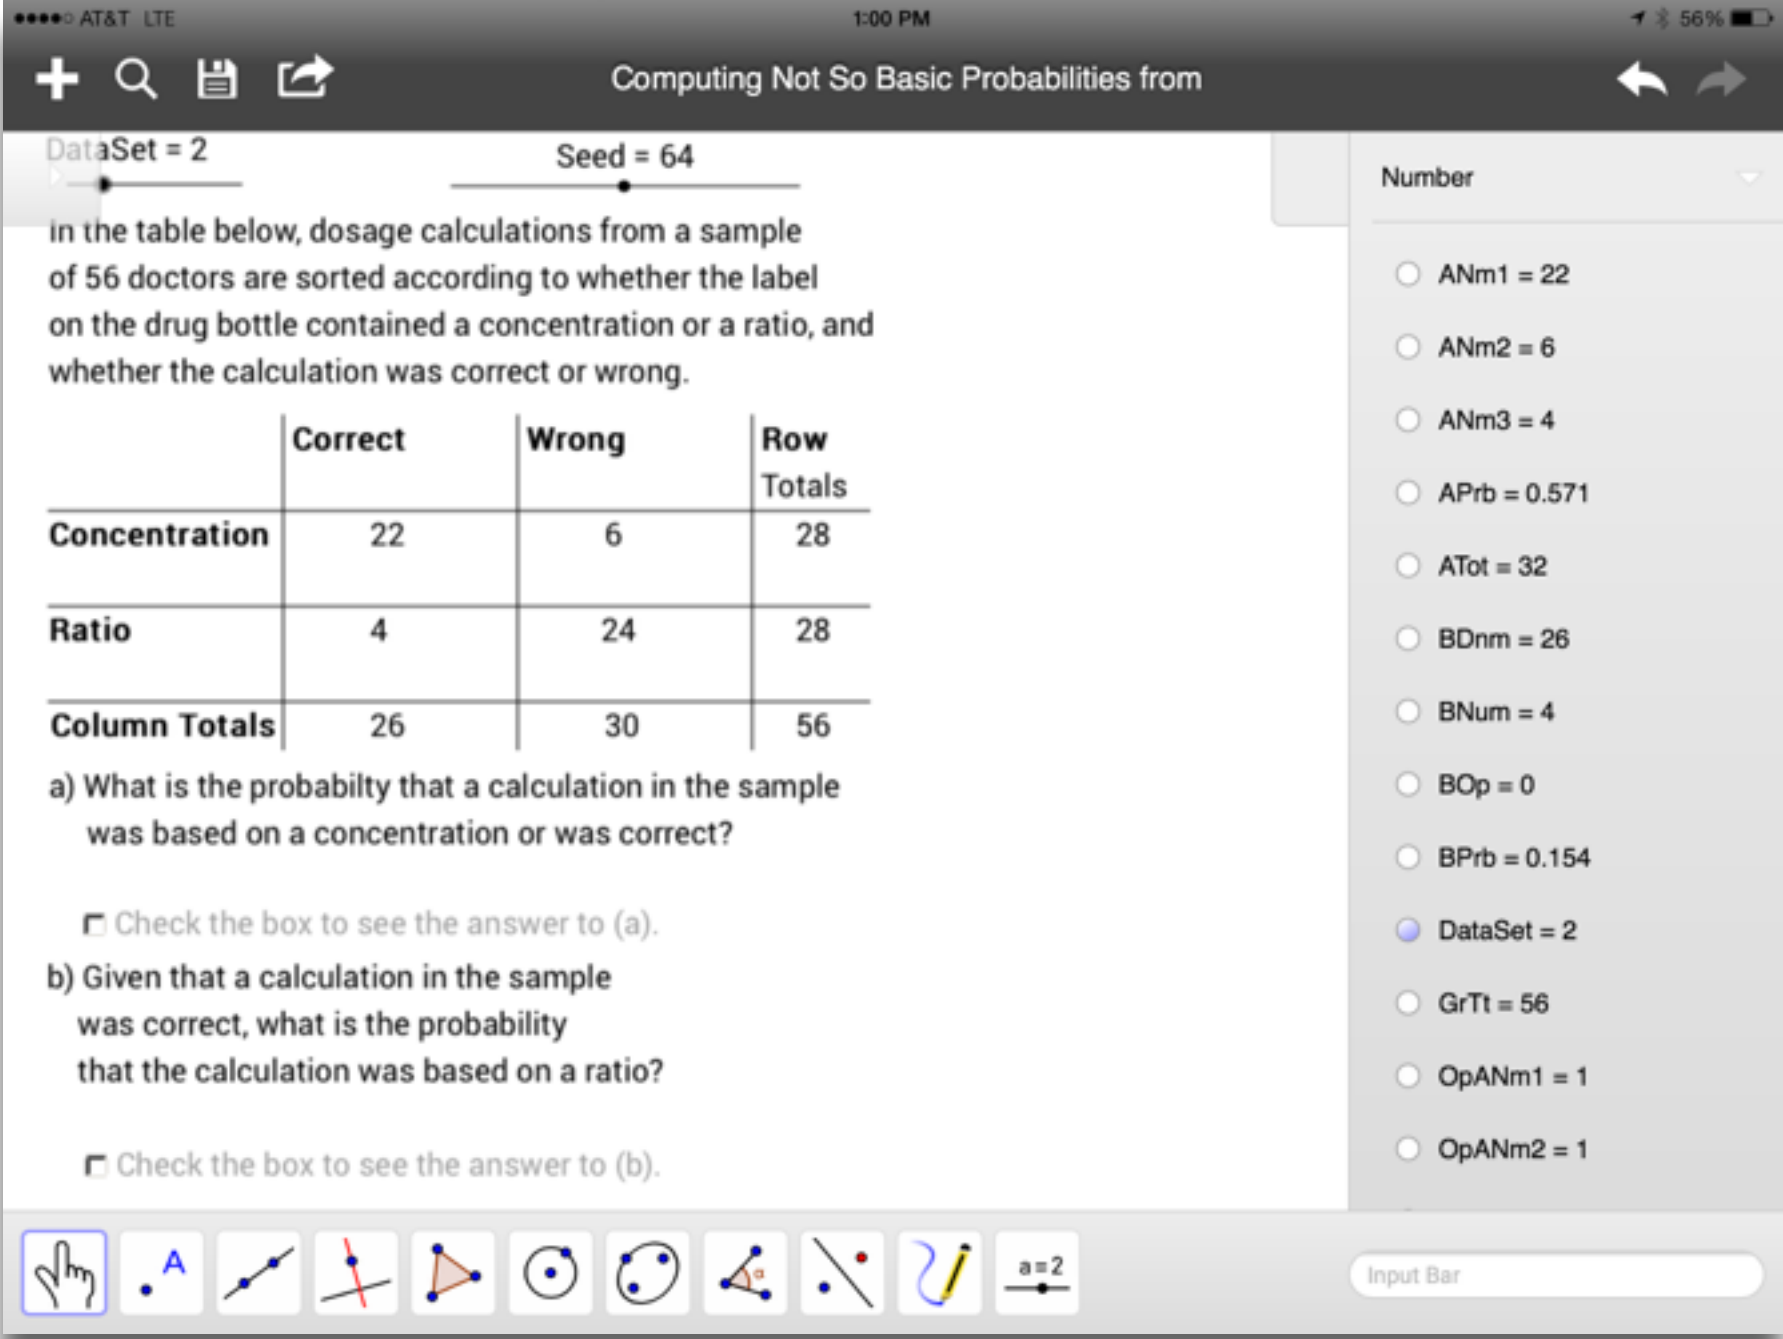 AT&T LTE
1:00 PM
56%
Computing Not So Basic Probabilities from
DataSet = 2
Seed = 64
In the table below, dosage calculations from a sample
of 56 doctors are sorted according to whether the label
on the drug bottle contained a concentration or a ratio, and
whether the calculation was correct or wrong.
Correct Wrong Row
Totals
Concentration 22 6 28
Ratio 4 24 28
Column Totals 26 30 56
a) What is the probabilty that a calculation in the sample
was based on a concentration or was correct?
Check the box to see the answer to (a).
b) Given that a calculation in the sample
was correct, what is the probability
that the calculation was based on a ratio?
Check the box to see the answer to (b).
Number
ANm1 = 22
ANm2 = 6
ANm3 = 4
APrb = 0.571
ATot = 32
BDnm = 26
BNum = 4
BOp = 0
BPrb = 0.154
DataSet = 2
GrTt = 56
OpANm1 = 1
OpANm2 = 1
A
α
a=2
Input Bar